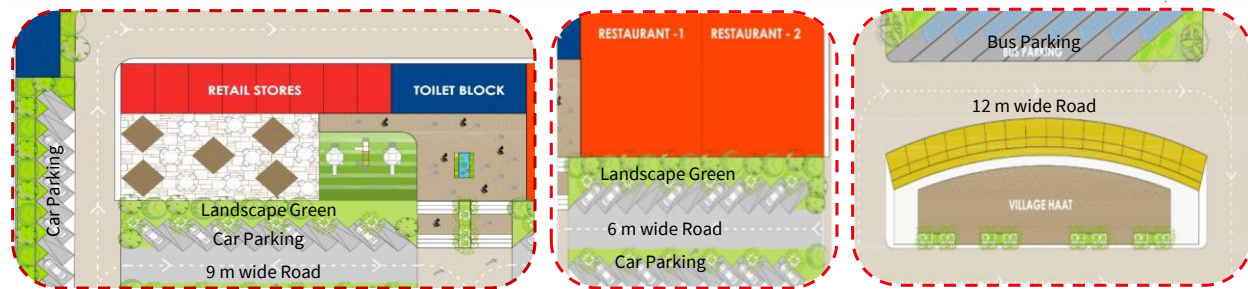 RETAIL STORES
TOILET BLOCK
Car Parking
Landscape Green
Car Parking
9 m wide Road
RESTAURANT - 1
RESTAURANT - 2
Landscape Green
6 m wide Road
Car Parking
Bus Parking
BUS PARKING
12 m wide Road
VILLAGE HAAT